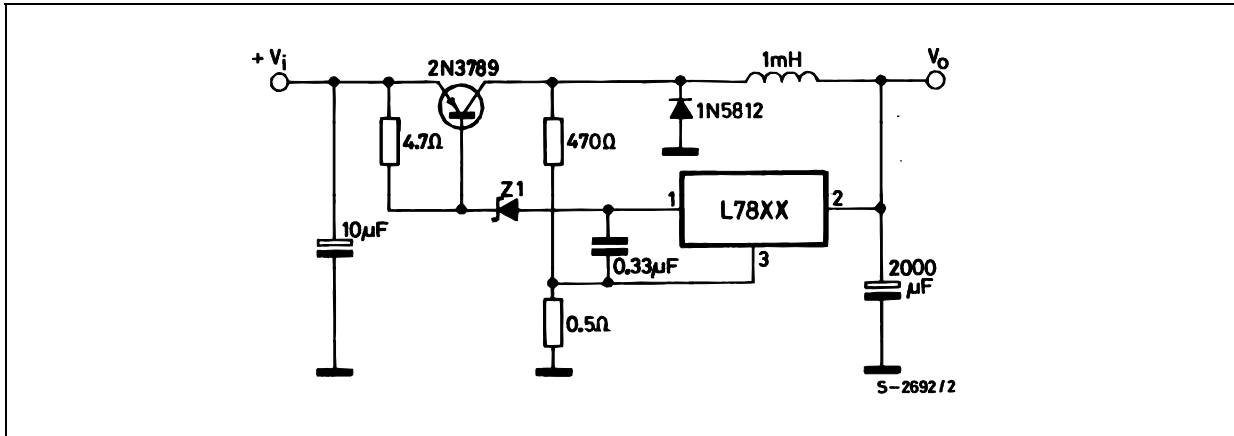 + Vi
2N3789
1mH
Vo
4.7Ω
470Ω
1N5812
Z1
1
L78XX
2
10µF
0.33µF
3
2000
µF
0.5Ω
S-2692/2